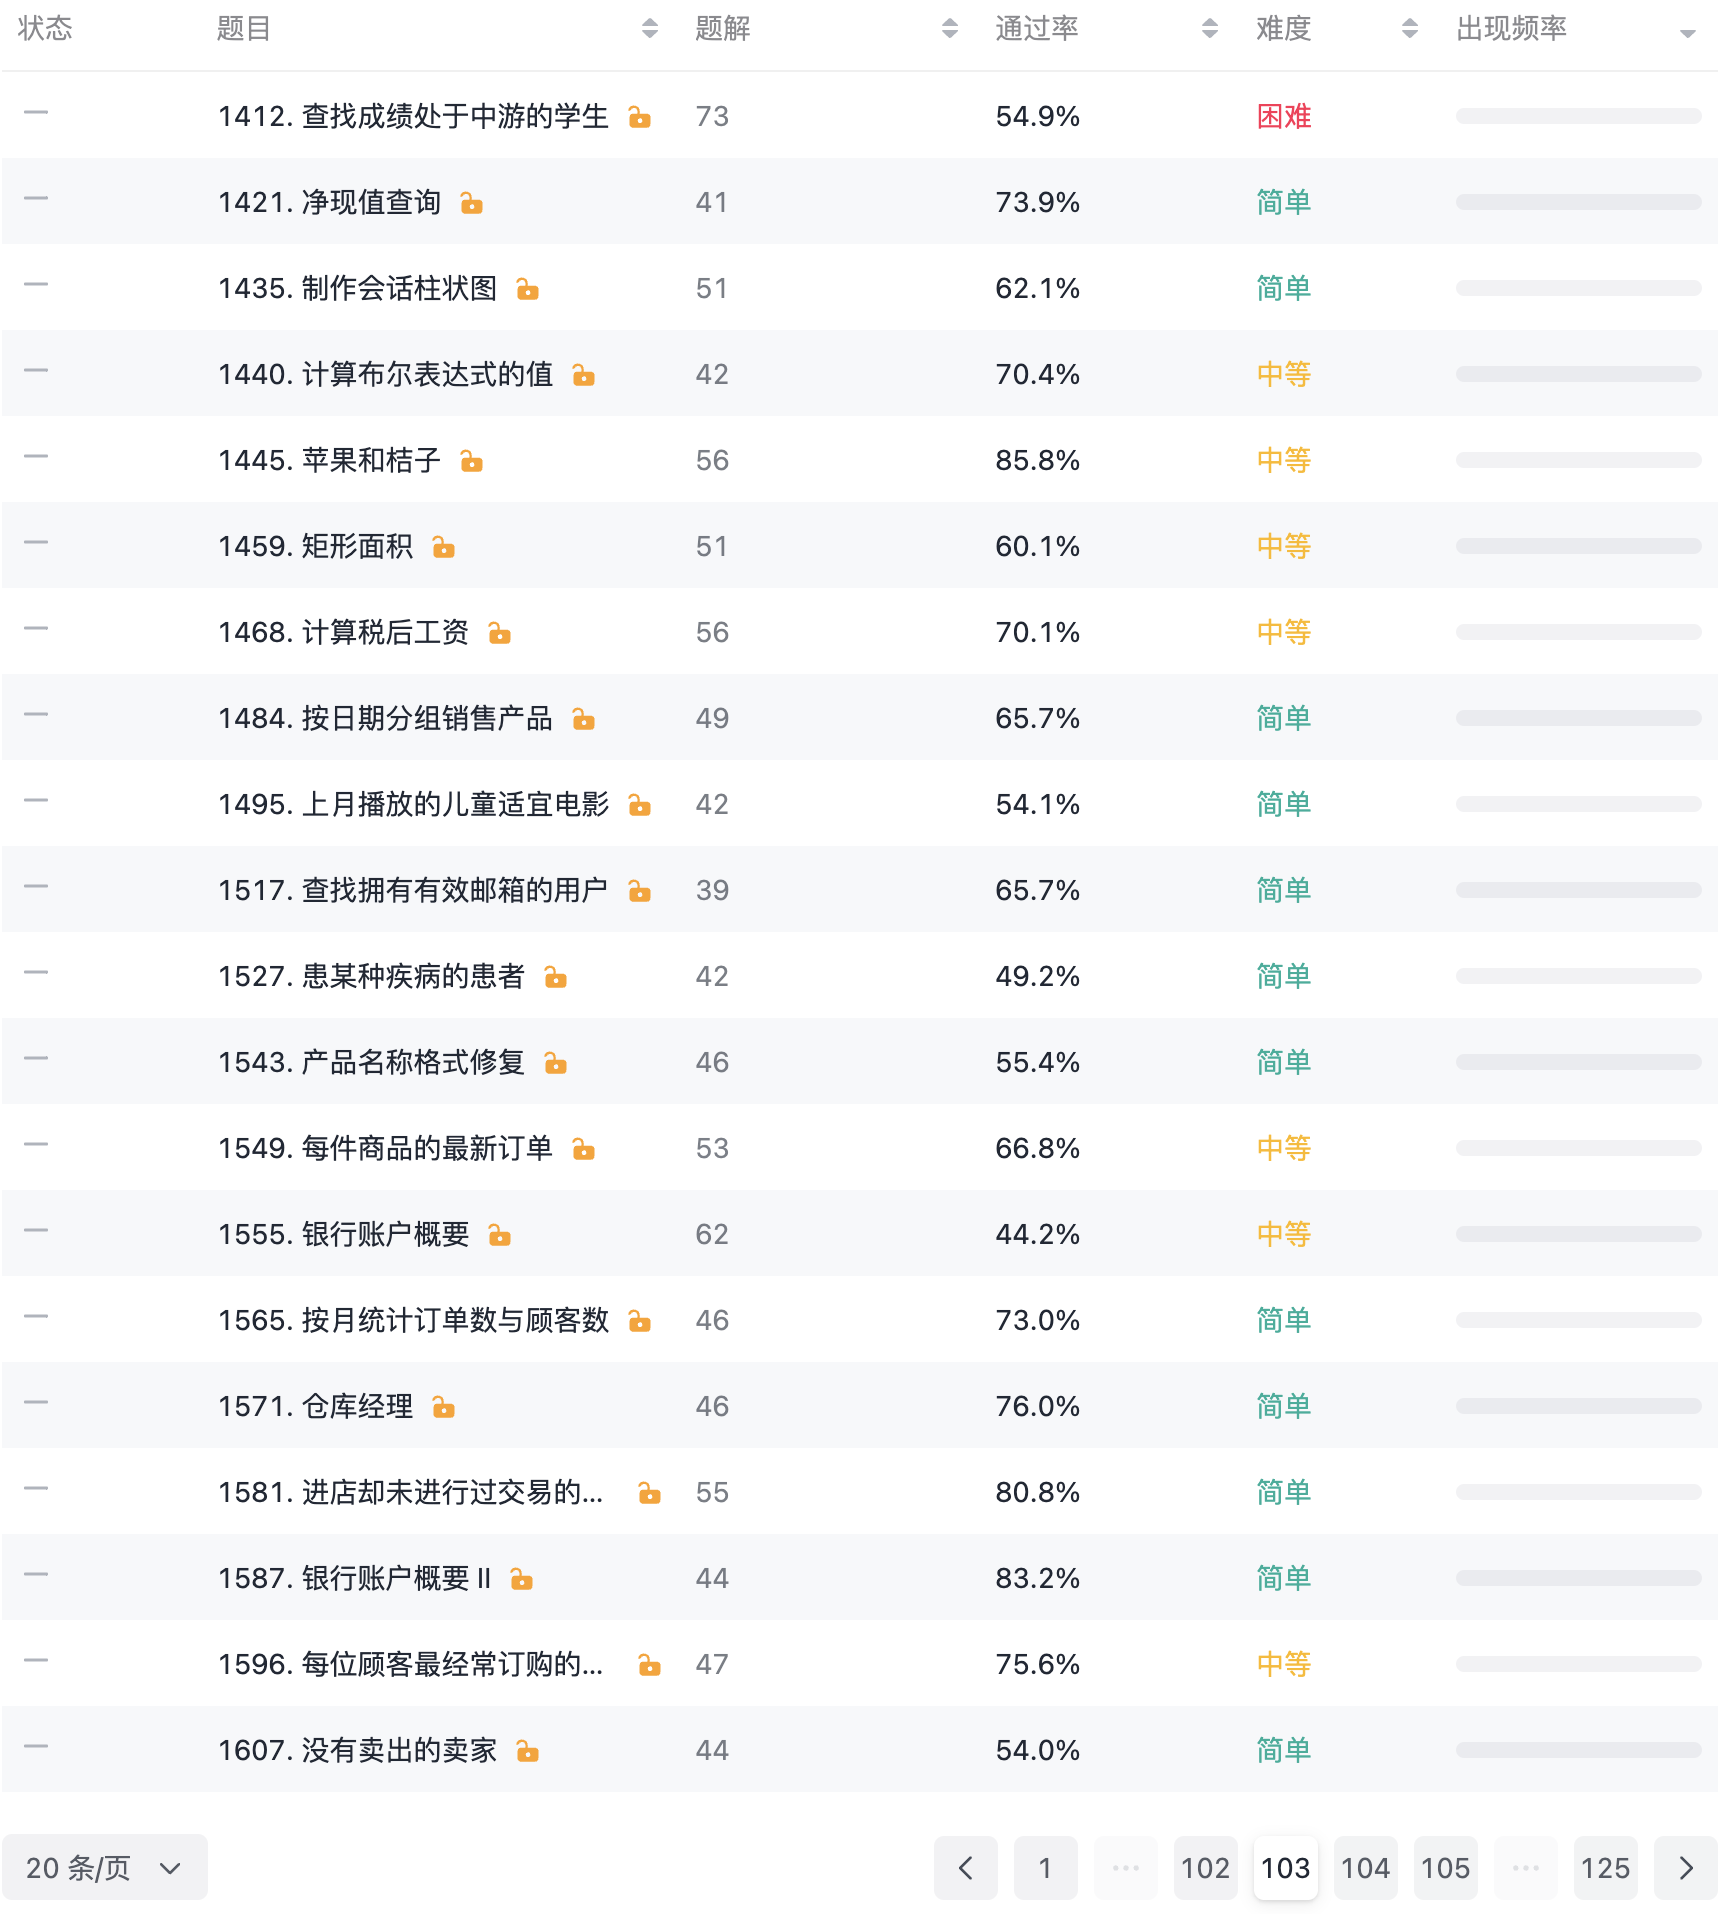 状态 题目 题解 通过率 难度 出现频率
1412. 查找成绩处于中游的学生 73 54.9% 困难
1421. 净现值查询 41 73.9% 简单
1435. 制作会话柱状图 51 62.1% 简单
1440. 计算布尔表达式的值 42 70.4% 中等
1445. 苹果和桔子 56 85.8% 中等
1459. 矩形面积 51 60.1% 中等
1468. 计算税后工资 56 70.1% 中等
1484. 按日期分组销售产品 49 65.7% 简单
1495. 上月播放的儿童适宜电影 42 54.1% 简单
1517. 查找拥有有效邮箱的用户 39 65.7% 简单
1527. 患某种疾病的患者 42 49.2% 简单
1543. 产品名称格式修复 46 55.4% 简单
1549. 每件商品的最新订单 53 66.8% 中等
1555. 银行账户概要 62 44.2% 中等
1565. 按月统计订单数与顾客数 46 73.0% 简单
1571. 仓库经理 46 76.0% 简单
1581. 进店却未进行过交易的... 55 80.8% 简单
1587. 银行账户概要 II 44 83.2% 简单
1596. 每位顾客最经常订购的... 47 75.6% 中等
1607. 没有卖出的卖家 44 54.0% 简单
20 条/页 1 ... 102 103 104 105 ... 125